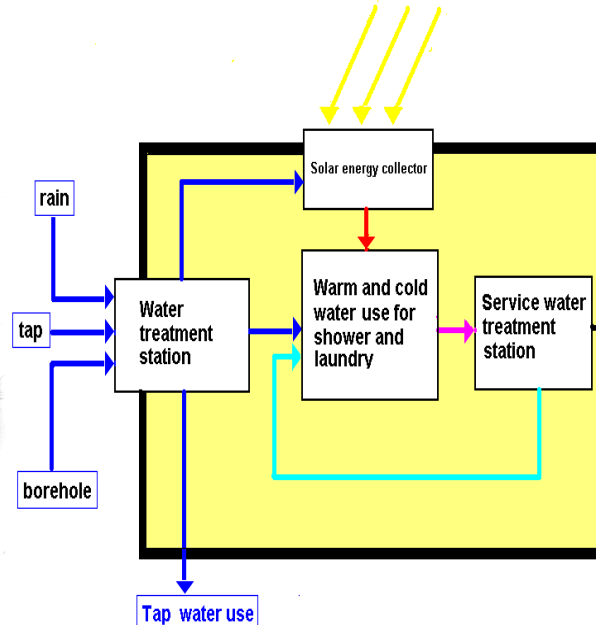 Solar energy collector
rain
tap
borehole
Water
treatment
station
Warm and cold
water use for
shower and
laundry
Service water
treatment
station
Tap water use